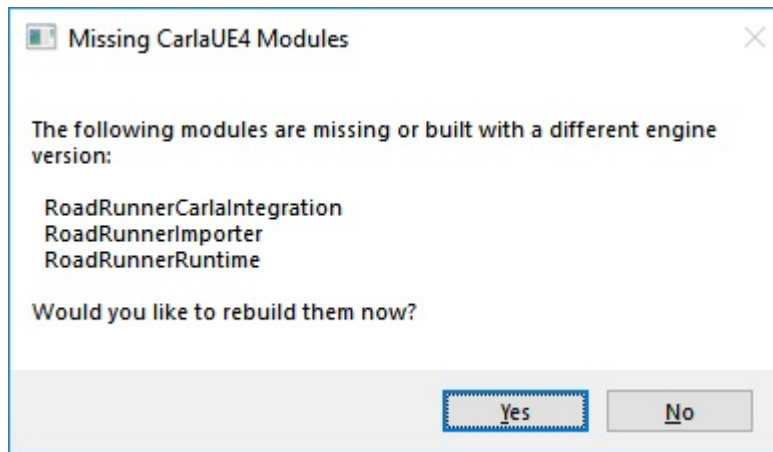 Missing CarlaUE4 Modules
The following modules are missing or built with a different engine
version:
RoadRunnerCarlaIntegration
RoadRunnerImporter
RoadRunnerRuntime
Would you like to rebuild them now?
Yes
No